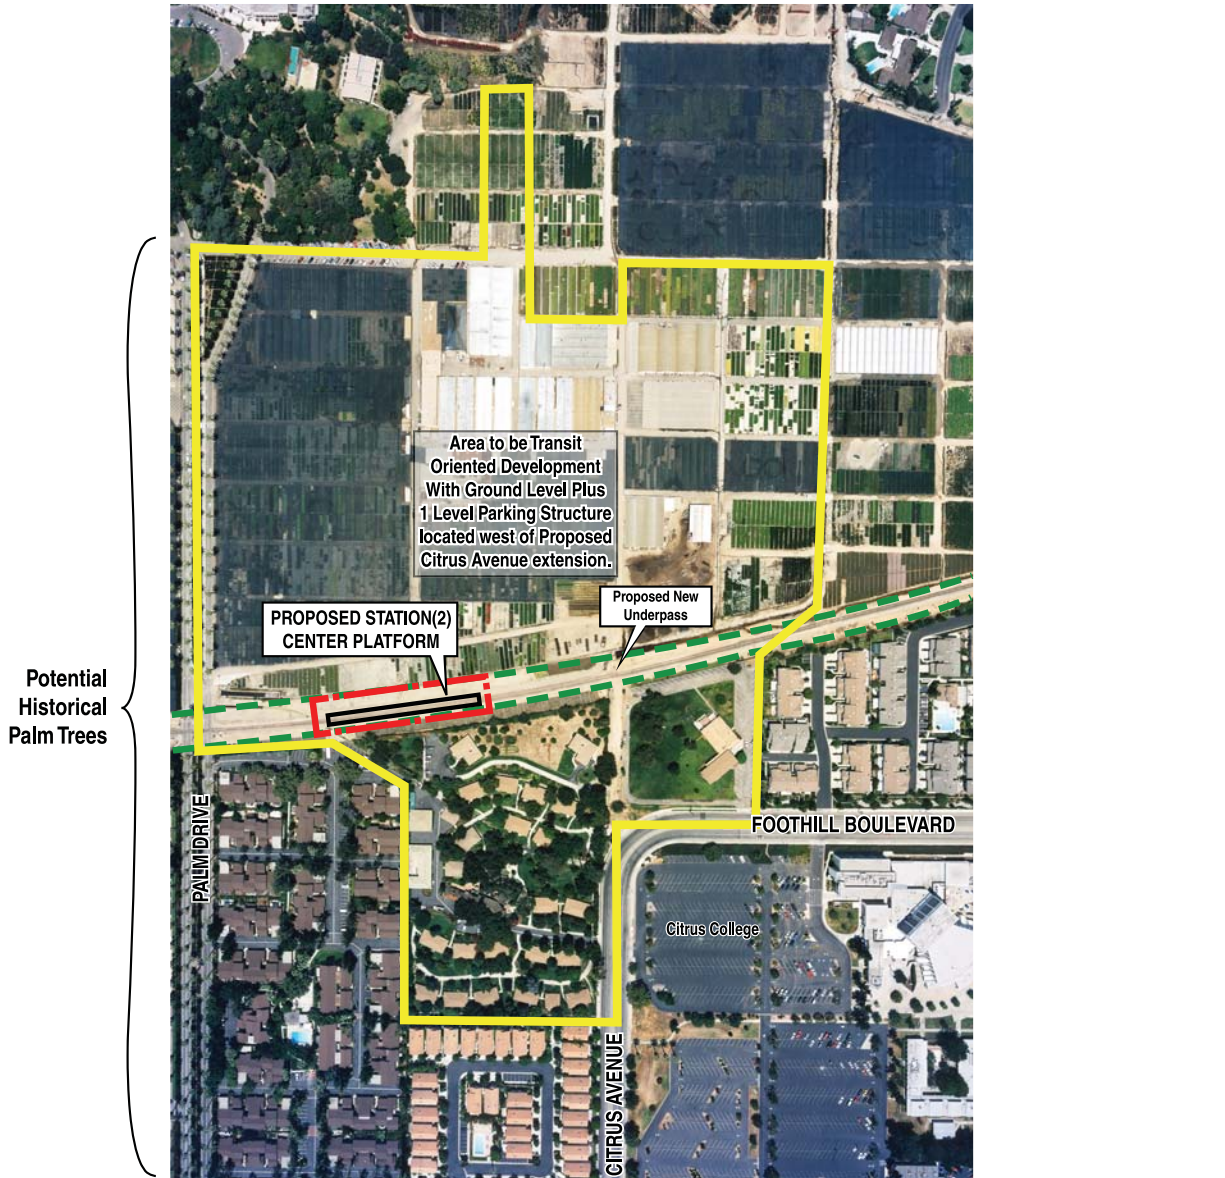 Area to be Transit
Oriented Development
With Ground Level Plus
1 Level Parking Structure
located west of Proposed
Citrus Avenue extension.
Proposed New
Underpass
PROPOSED STATION(2)
CENTER PLATFORM
Potential
Historical
Palm Trees
PALM DRIVE
FOOTHILL BOULEVARD
Citrus College
CITRUS AVENUE